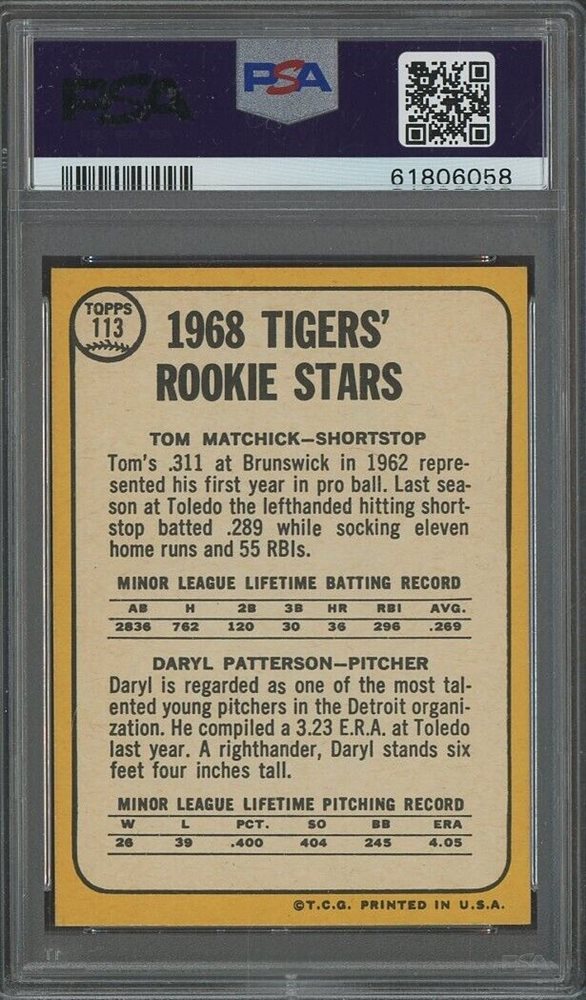 PSA
PSA
61806058
TOPPS
113
1968 TIGERS'
ROOKIE STARS
TOM MATCHICK—SHORTSTOP
Tom's .311 at Brunswick in 1962 repre-
sented his first year in pro ball. Last sea-
son at Toledo the lefthanded hitting short-
stop batted .289 while socking eleven
home runs and 55 RBIs.
MINOR LEAGUE LIFETIME BATTING RECORD
AB H 2B 3B HR RBI AVG.
2836 762 120 30 36 296 .269
DARYL PATTERSON—PITCHER
Daryl is regarded as one of the most tal-
ented young pitchers in the Detroit organi-
zation. He compiled a 3.23 E.R.A. at Toledo
last year. A righthander, Daryl stands six
feet four inches tall.
MINOR LEAGUE LIFETIME PITCHING RECORD
W L PCT. SO BB ERA
26 39 .400 404 245 4.05
©T.C.G. PRINTED IN U.S.A.
PSA